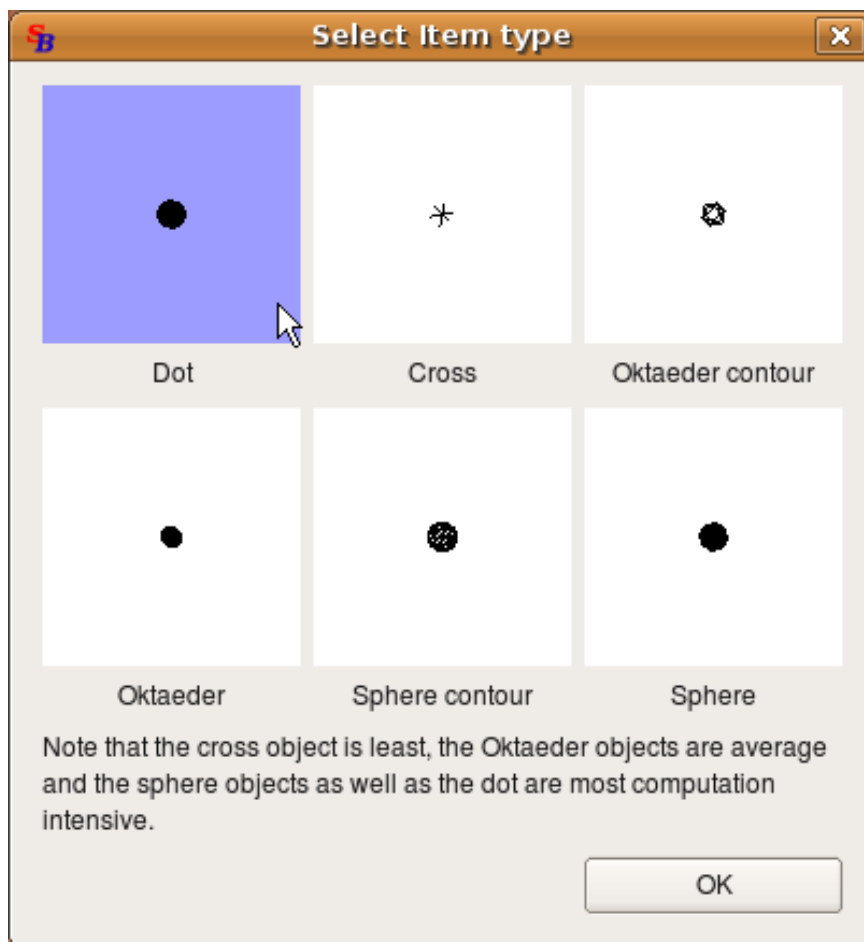 SB
Select Item type
Dot
Cross
Oktaeder contour
Oktaeder
Sphere contour
Sphere
Note that the cross object is least, the Oktaeder objects are average
and the sphere objects as well as the dot are most computation
intensive.
OK